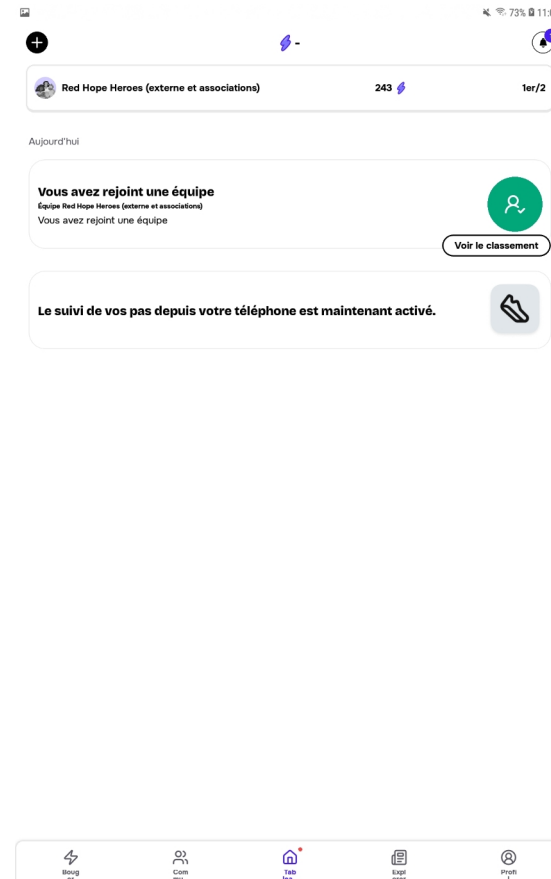 73% 11:0
-
Red Hope Heroes (externe et associations) 243 1er/2
Aujourd'hui
Vous avez rejoint une équipe
Équipe Red Hope Heroes (externe et associations)
Vous avez rejoint une équipe
Voir le classement
Le suivi de vos pas depuis votre téléphone est maintenant activé.
Boug Com Tab Expl Profi